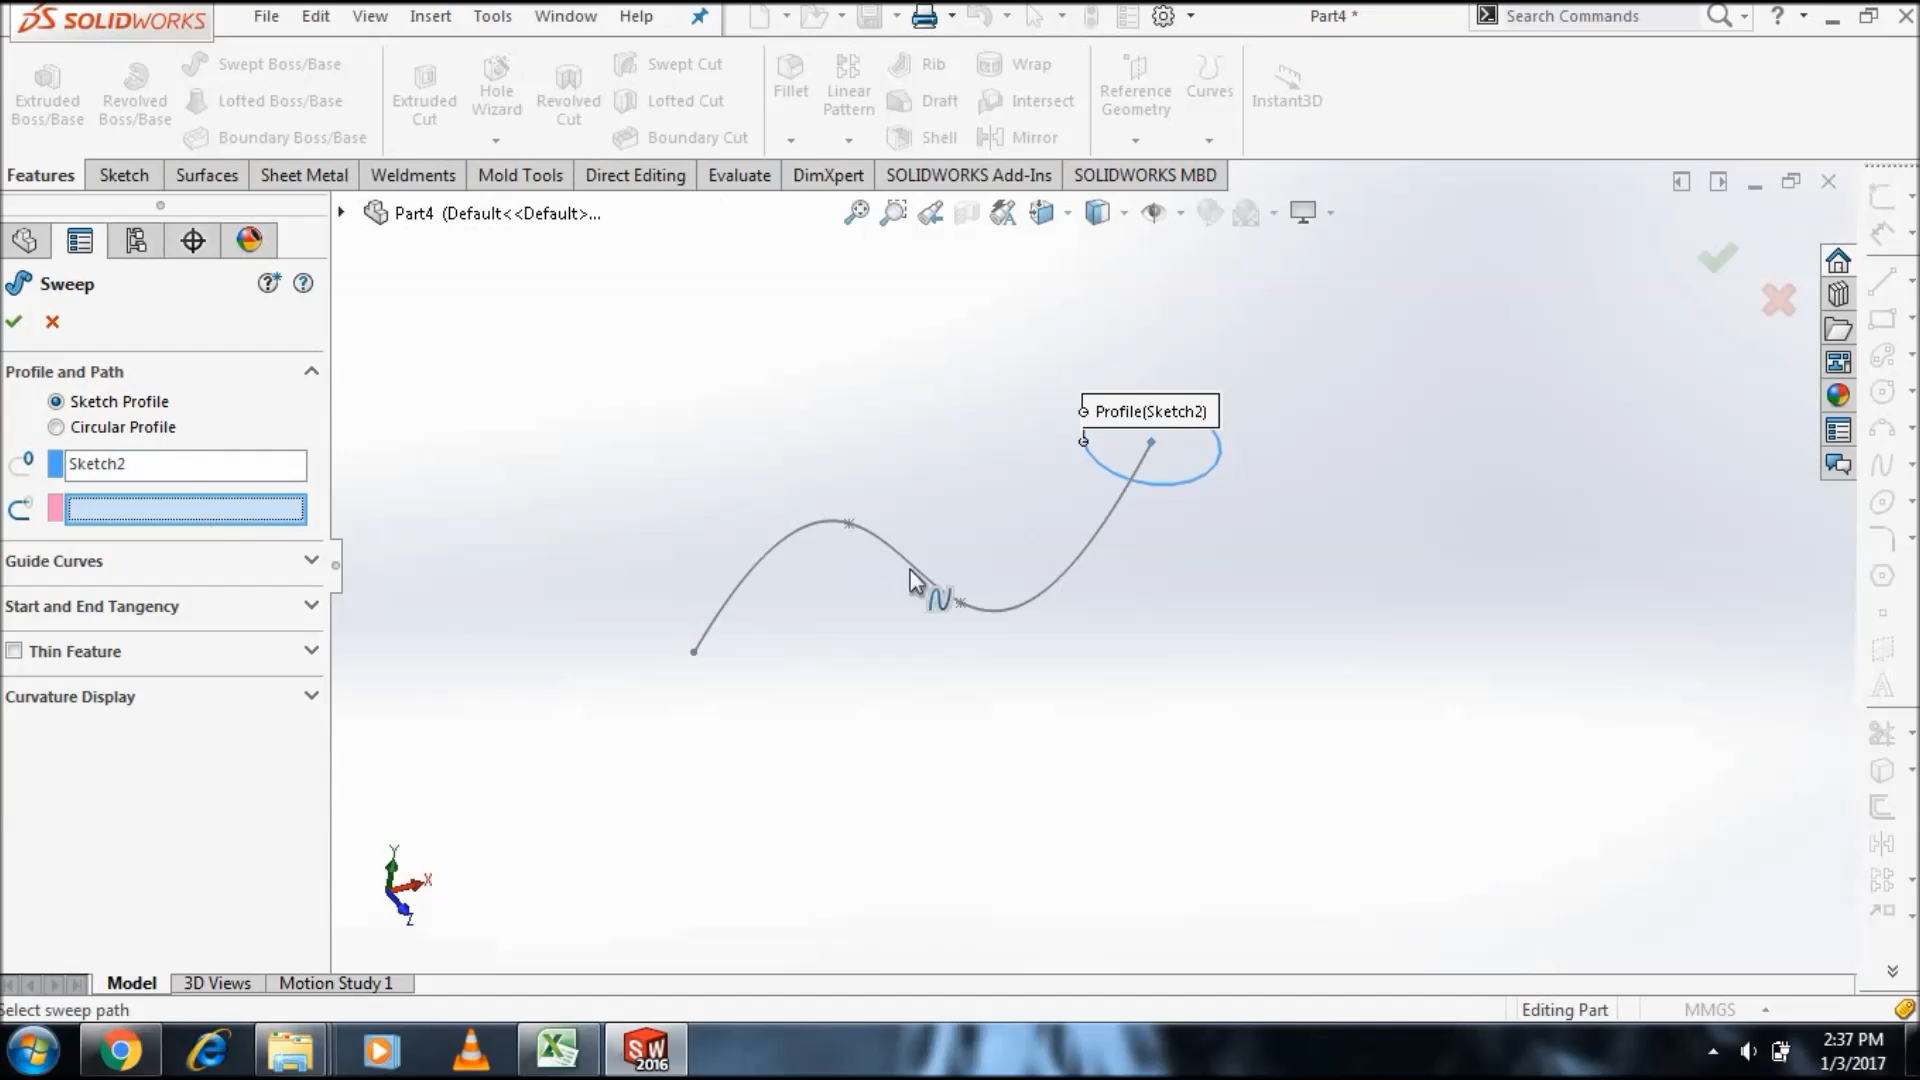 SOLIDWORKS File Edit View Insert Tools Window Help Part4 * Search Commands ?
Swept Boss/Base Swept Cut Rib Wrap
Extruded Boss/Base Revolved Boss/Base Lofted Boss/Base Extruded Cut Hole Wizard Revolved Cut Lofted Cut Fillet Linear Pattern Draft Intersect Reference Geometry Curves Instant3D
Boundary Boss/Base Boundary Cut Shell Mirror
Features Sketch Surfaces Sheet Metal Weldments Mold Tools Direct Editing Evaluate DimXpert SOLIDWORKS Add-Ins SOLIDWORKS MBD
Part4 (Default<<Default>...
Sweep
Profile and Path
Sketch Profile
Circular Profile
Sketch2
Guide Curves
Start and End Tangency
Thin Feature
Curvature Display
Profile(Sketch2)
Y
X
Z
Model 3D Views Motion Study 1
Select sweep path Editing Part MMGS
SW 2016
2:37 PM
1/3/2017